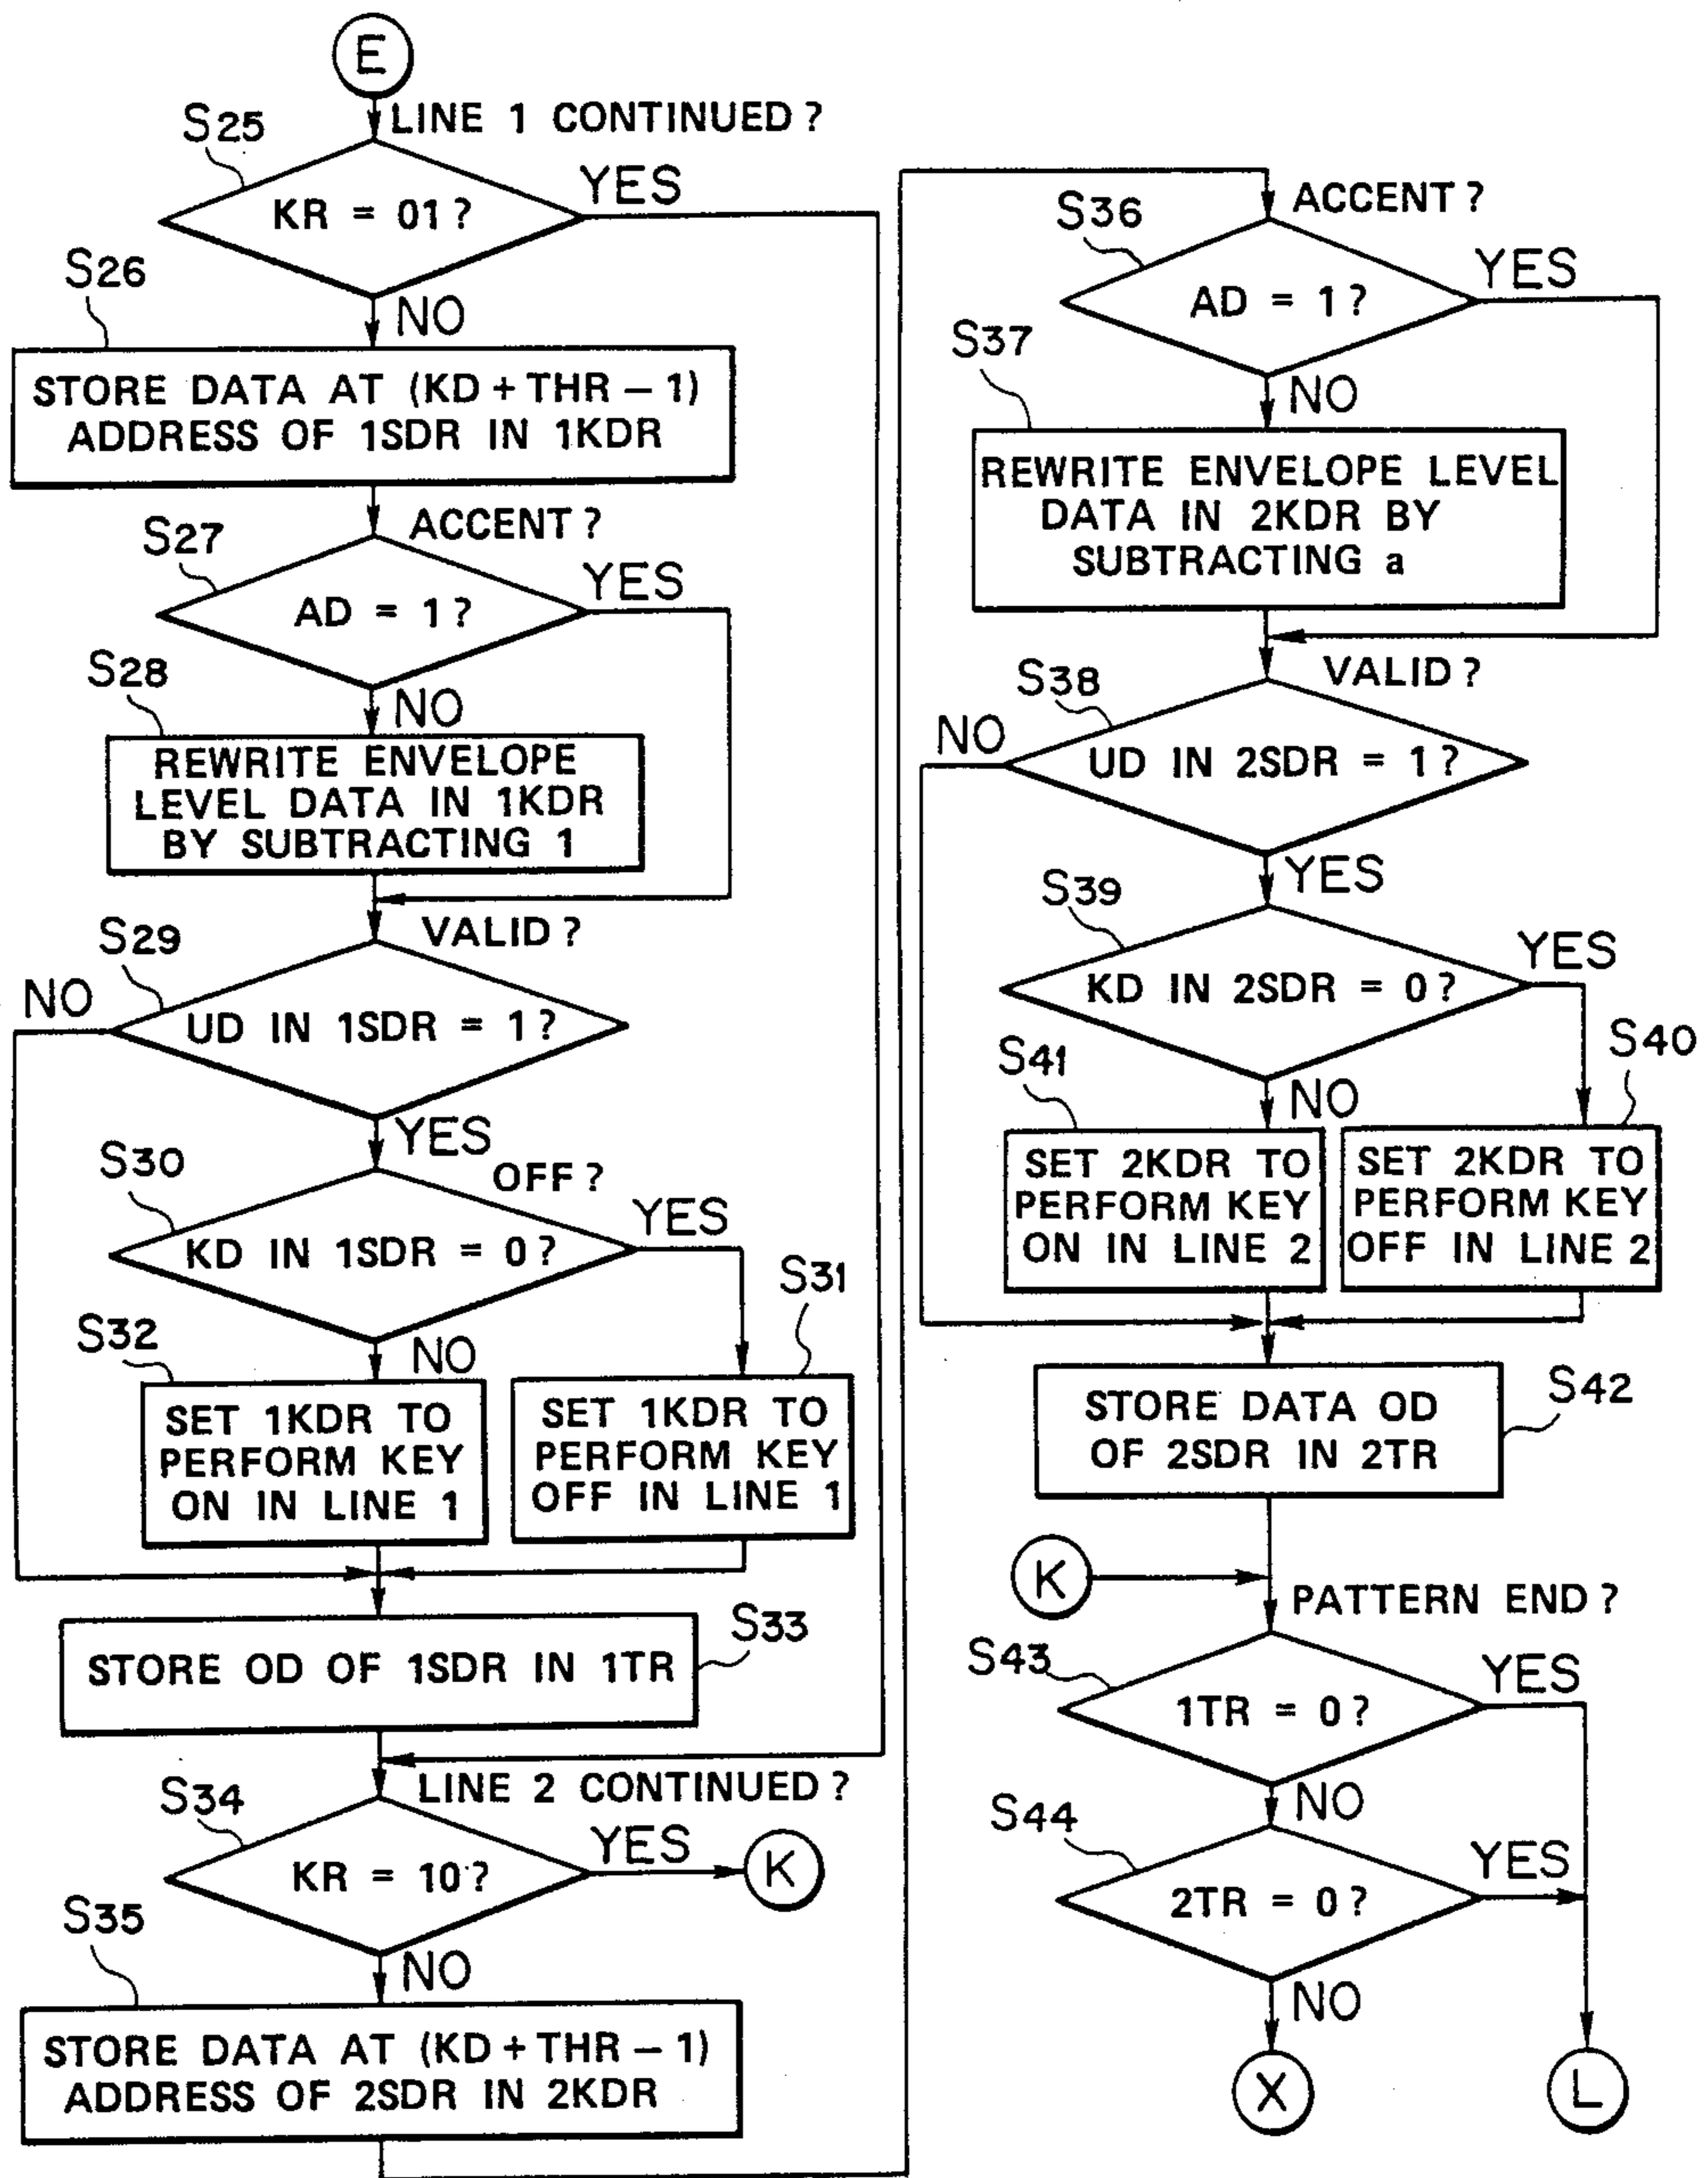 E
LINE 1 CONTINUED?
S25
KR = 01?
YES
NO
S26
STORE DATA AT (KD + THR − 1)
ADDRESS OF 1SDR IN 1KDR
ACCENT?
S27
AD = 1?
YES
NO
S28
REWRITE ENVELOPE
LEVEL DATA IN 1KDR
BY SUBTRACTING 1
VALID?
S29
NO
UD IN 1SDR = 1?
YES
S30
OFF?
KD IN 1SDR = 0?
YES
S31
S32
NO
SET 1KDR TO
PERFORM KEY
ON IN LINE 1
SET 1KDR TO
PERFORM KEY
OFF IN LINE 1
S33
STORE OD OF 1SDR IN 1TR
LINE 2 CONTINUED?
S34
KR = 10?
YES
K
S35
NO
STORE DATA AT (KD + THR − 1)
ADDRESS OF 2SDR IN 2KDR
ACCENT?
S36
AD = 1?
YES
S37
NO
REWRITE ENVELOPE LEVEL
DATA IN 2KDR BY
SUBTRACTING a
VALID?
S38
NO
UD IN 2SDR = 1?
YES
S39
KD IN 2SDR = 0?
YES
S40
S41
NO
SET 2KDR TO
PERFORM KEY
ON IN LINE 2
SET 2KDR TO
PERFORM KEY
OFF IN LINE 2
S42
STORE DATA OD
OF 2SDR IN 2TR
K
PATTERN END?
S43
1TR = 0?
YES
NO
S44
2TR = 0?
YES
NO
X
L